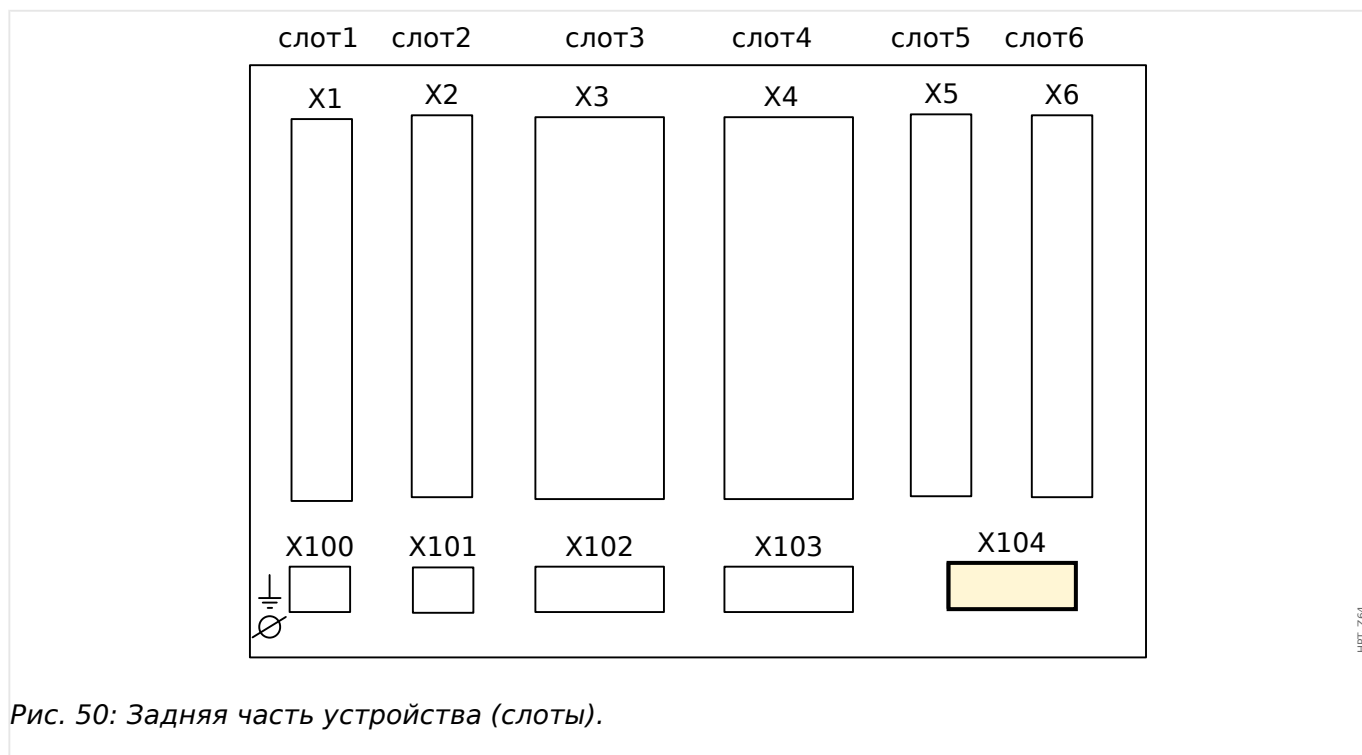 слот1 слот2 слот3 слот4 слот5 слот6
X1 X2 X3 X4 X5 X6
X100 X101 X102 X103 X104
Рис. 50: Задняя часть устройства (слоты).